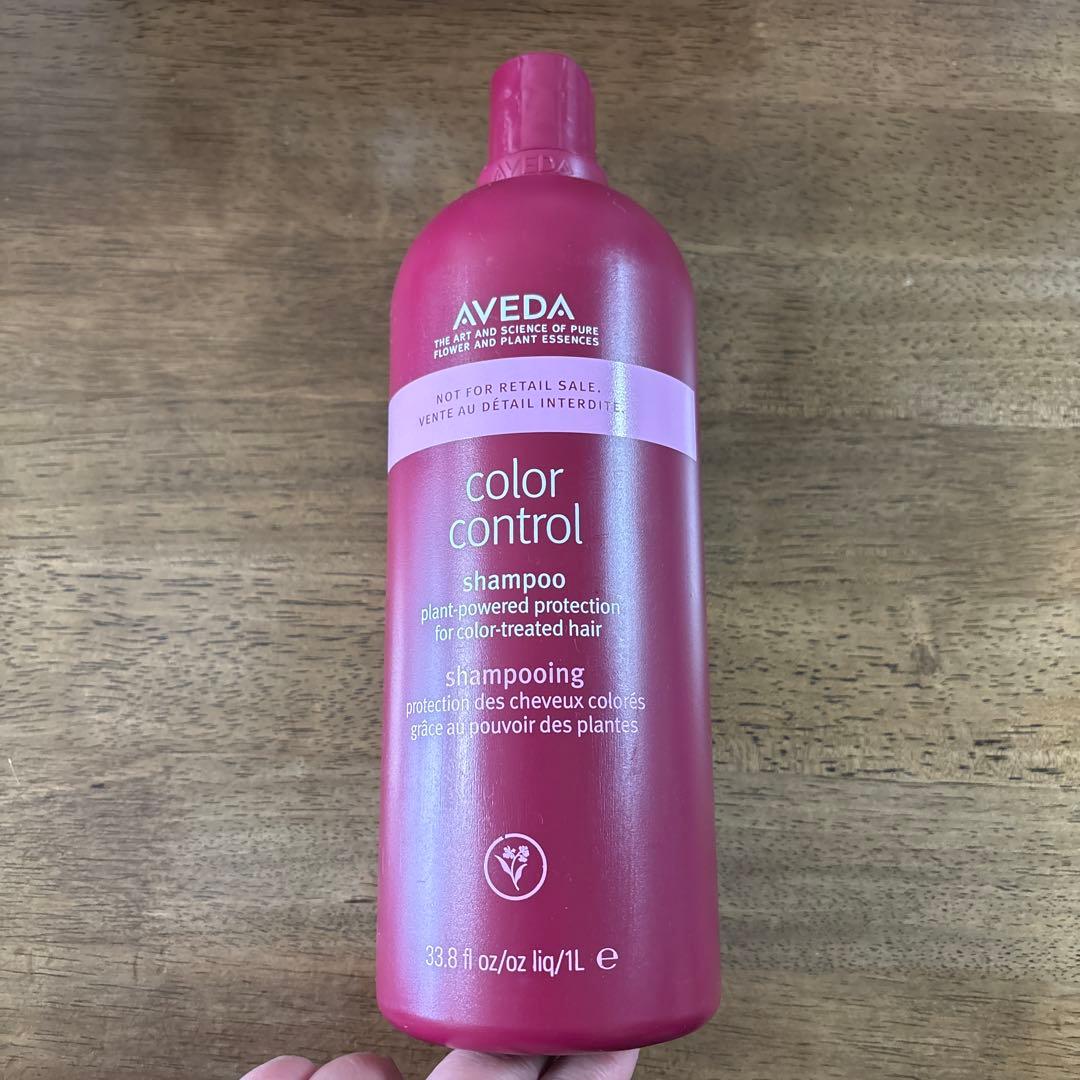 AVEDA
AVEDA
THE ART AND SCIENCE OF PURE
FLOWER AND PLANT ESSENCES
NOT FOR RETAIL SALE.
VENTE AU DÉTAIL INTERDITE.
color
control
shampoo
plant-powered protection
for color-treated hair
shampooing
protection des cheveux colorés
grâce au pouvoir des plantes
33.8 fl oz/oz liq/1L ℮